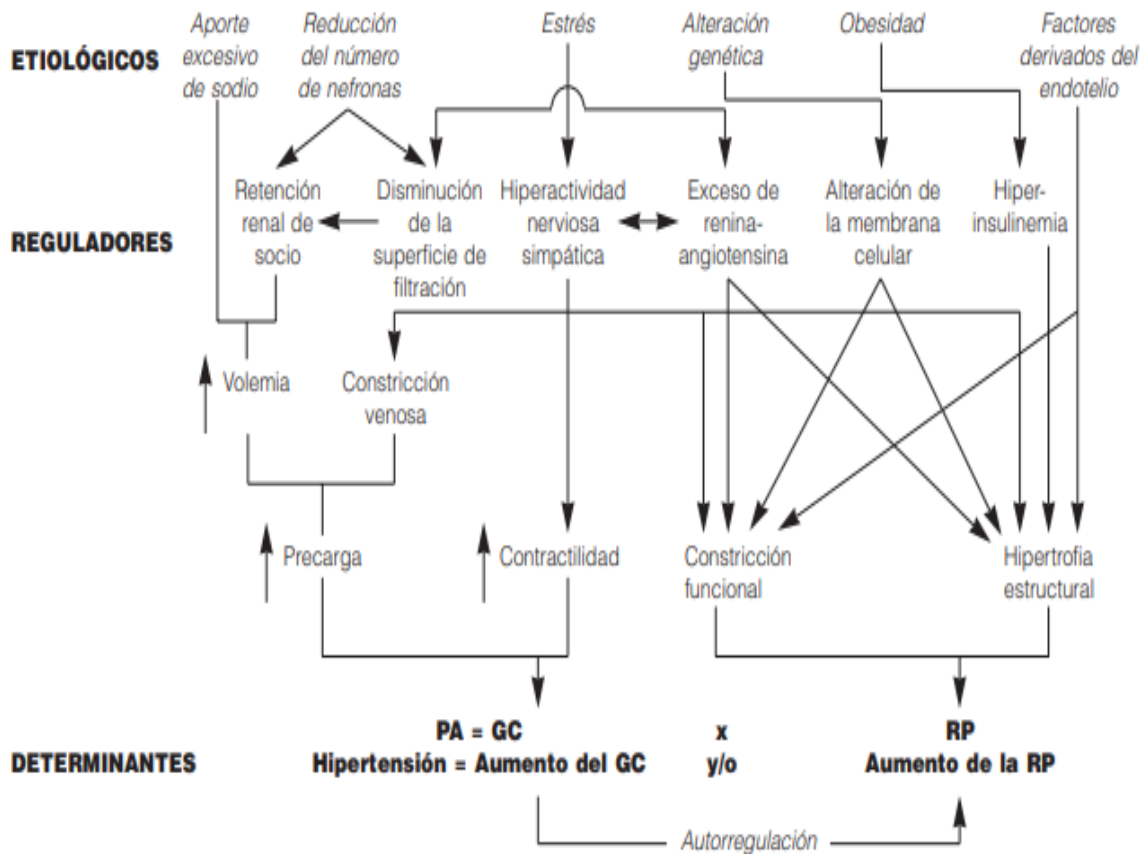 Aporte
excesivo
de sodio
Reducción
del número
de nefronas
Estrés
Alteración
genética
Obesidad
Factores
derivados del
endotelio
ETIOLÓGICOS
Retención
renal de
socio
Disminución
de la
superficie de
filtración
Hiperactividad
nerviosa
simpática
Exceso de
renina-
angiotensina
Alteración de
la membrana
celular
Hiper-
insulinemia
REGULADORES
Volemia
Constricción
venosa
Precarga
Contractilidad
Constricción
funcional
Hipertrofia
estructural
PA = GC x RP
DETERMINANTES Hipertensión = Aumento del GC y/o Aumento de la RP
Autorregulación